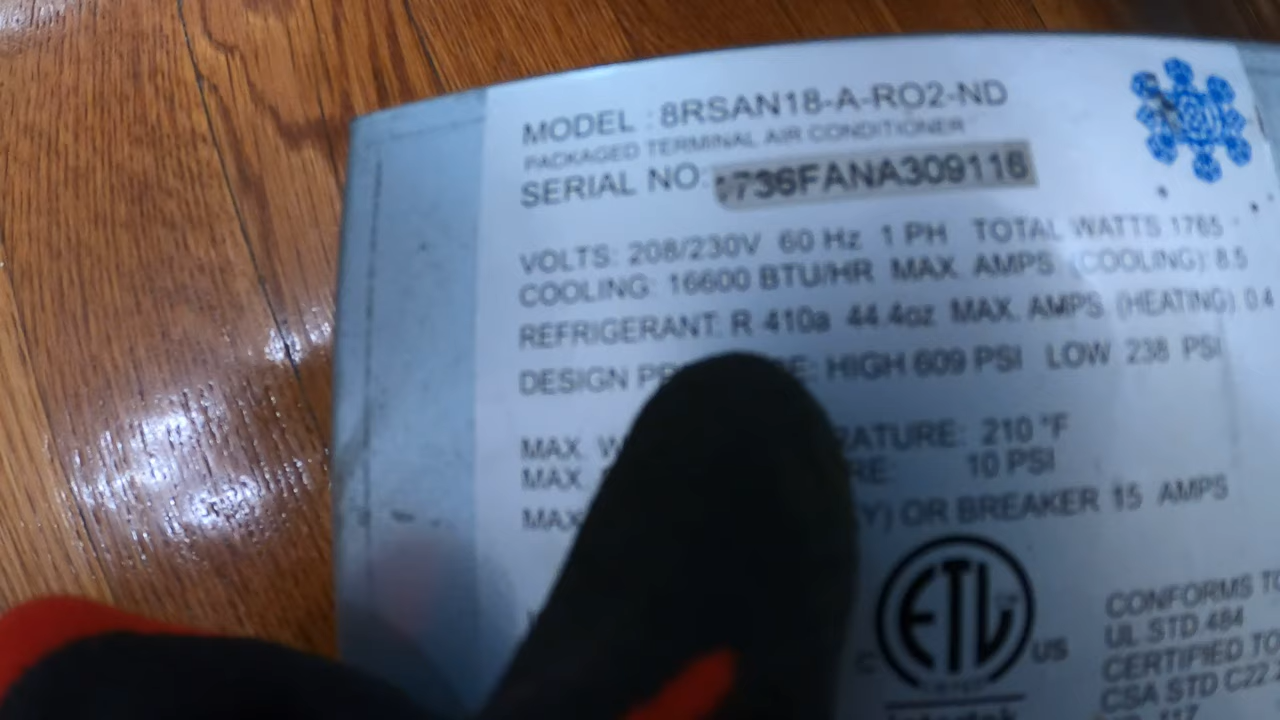 MODEL : 8RSAN18-A-RO2-ND
PACKAGED TERMINAL AIR CONDITIONER
SERIAL NO: 736FANA309116
VOLTS: 208/230V 60 Hz 1 PH TOTAL WATTS 1765
COOLING: 16600 BTU/HR MAX. AMPS (COOLING) 8.5
REFRIGERANT: R 410a 44.4oz MAX. AMPS (HEATING) 0.4
DESIGN HIGH 609 PSI LOW 238 PSI
MAX. 210 °F
MAX. 10 PSI
MAX OR BREAKER 15 AMPS
ETL
C US
CONFORMS TO
UL STD 484
CERTIFIED TO
CSA STD C22.2
Intertek